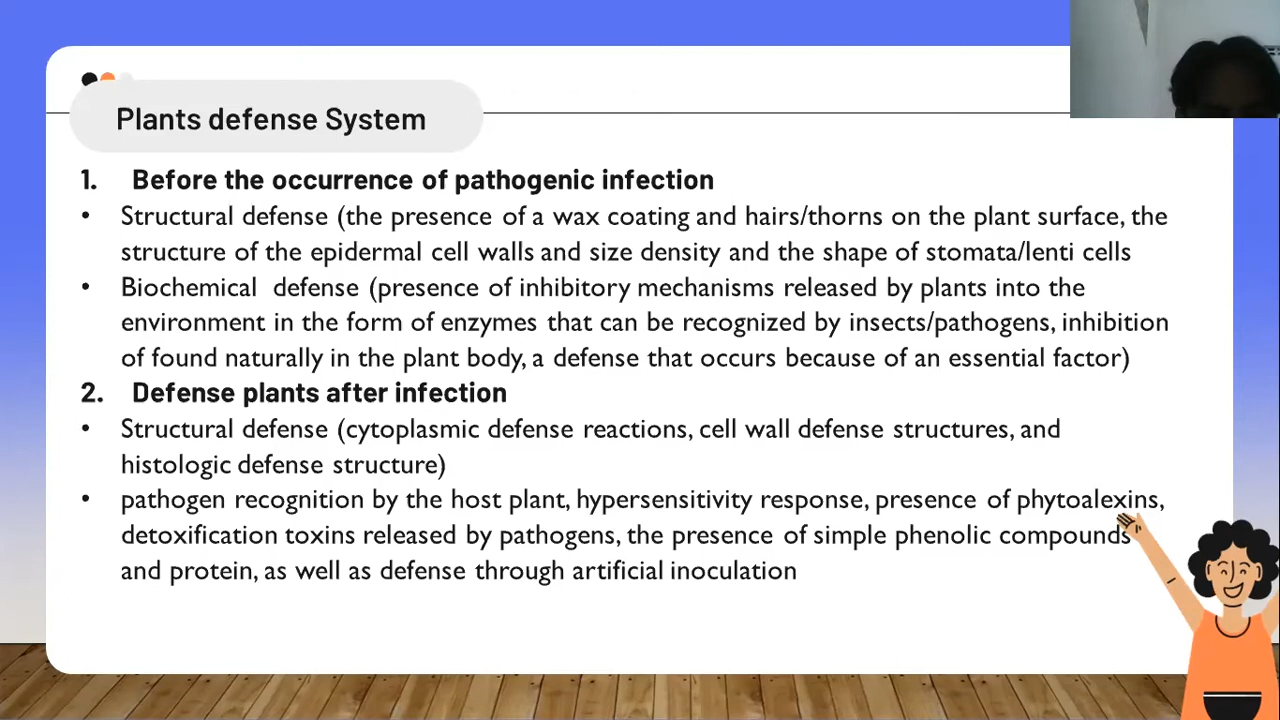 Plants defense System
1. Before the occurrence of pathogenic infection
• Structural defense (the presence of a wax coating and hairs/thorns on the plant surface, the
structure of the epidermal cell walls and size density and the shape of stomata/lenti cells
• Biochemical defense (presence of inhibitory mechanisms released by plants into the
environment in the form of enzymes that can be recognized by insects/pathogens, inhibition
of found naturally in the plant body, a defense that occurs because of an essential factor)
2. Defense plants after infection
• Structural defense (cytoplasmic defense reactions, cell wall defense structures, and
histologic defense structure)
• pathogen recognition by the host plant, hypersensitivity response, presence of phytoalexins,
detoxification toxins released by pathogens, the presence of simple phenolic compounds
and protein, as well as defense through artificial inoculation